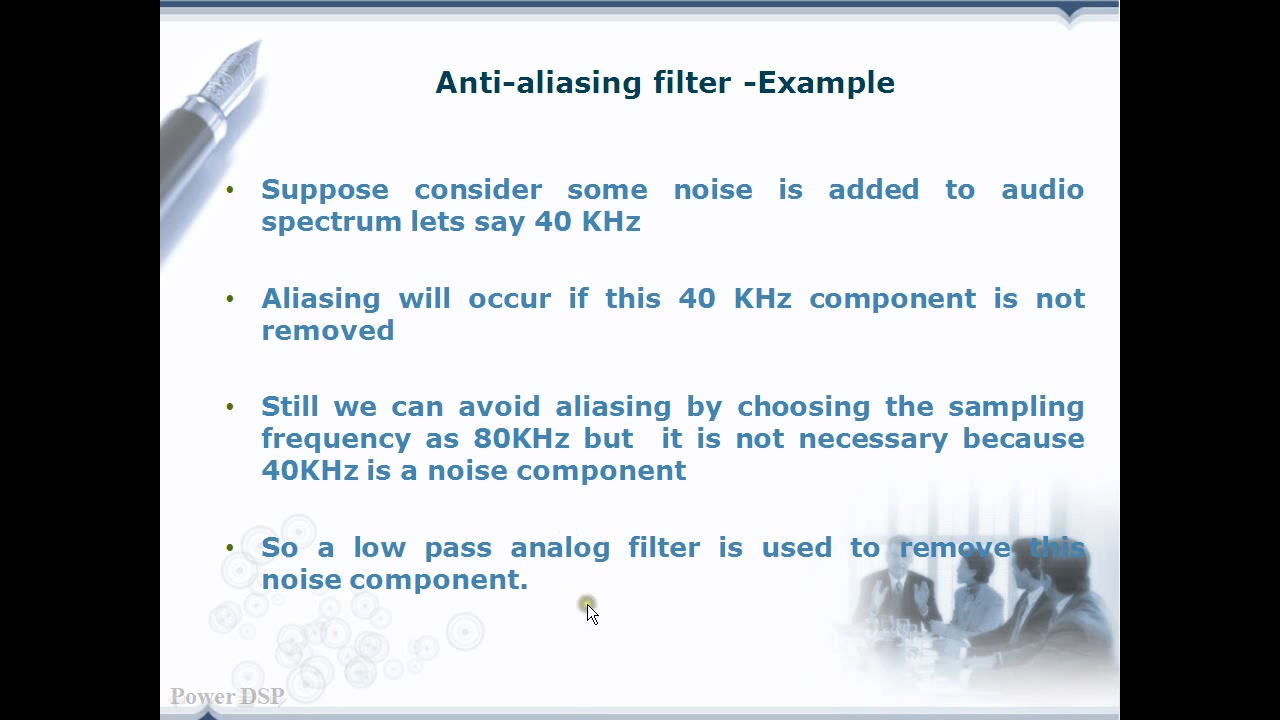 Anti-aliasing filter -Example
• Suppose consider some noise is added to audio
spectrum lets say 40 KHz
• Aliasing will occur if this 40 KHz component is not
removed
• Still we can avoid aliasing by choosing the sampling
frequency as 80KHz but it is not necessary because
40KHz is a noise component
• So a low pass analog filter is used to remove this
noise component.
Power DSP